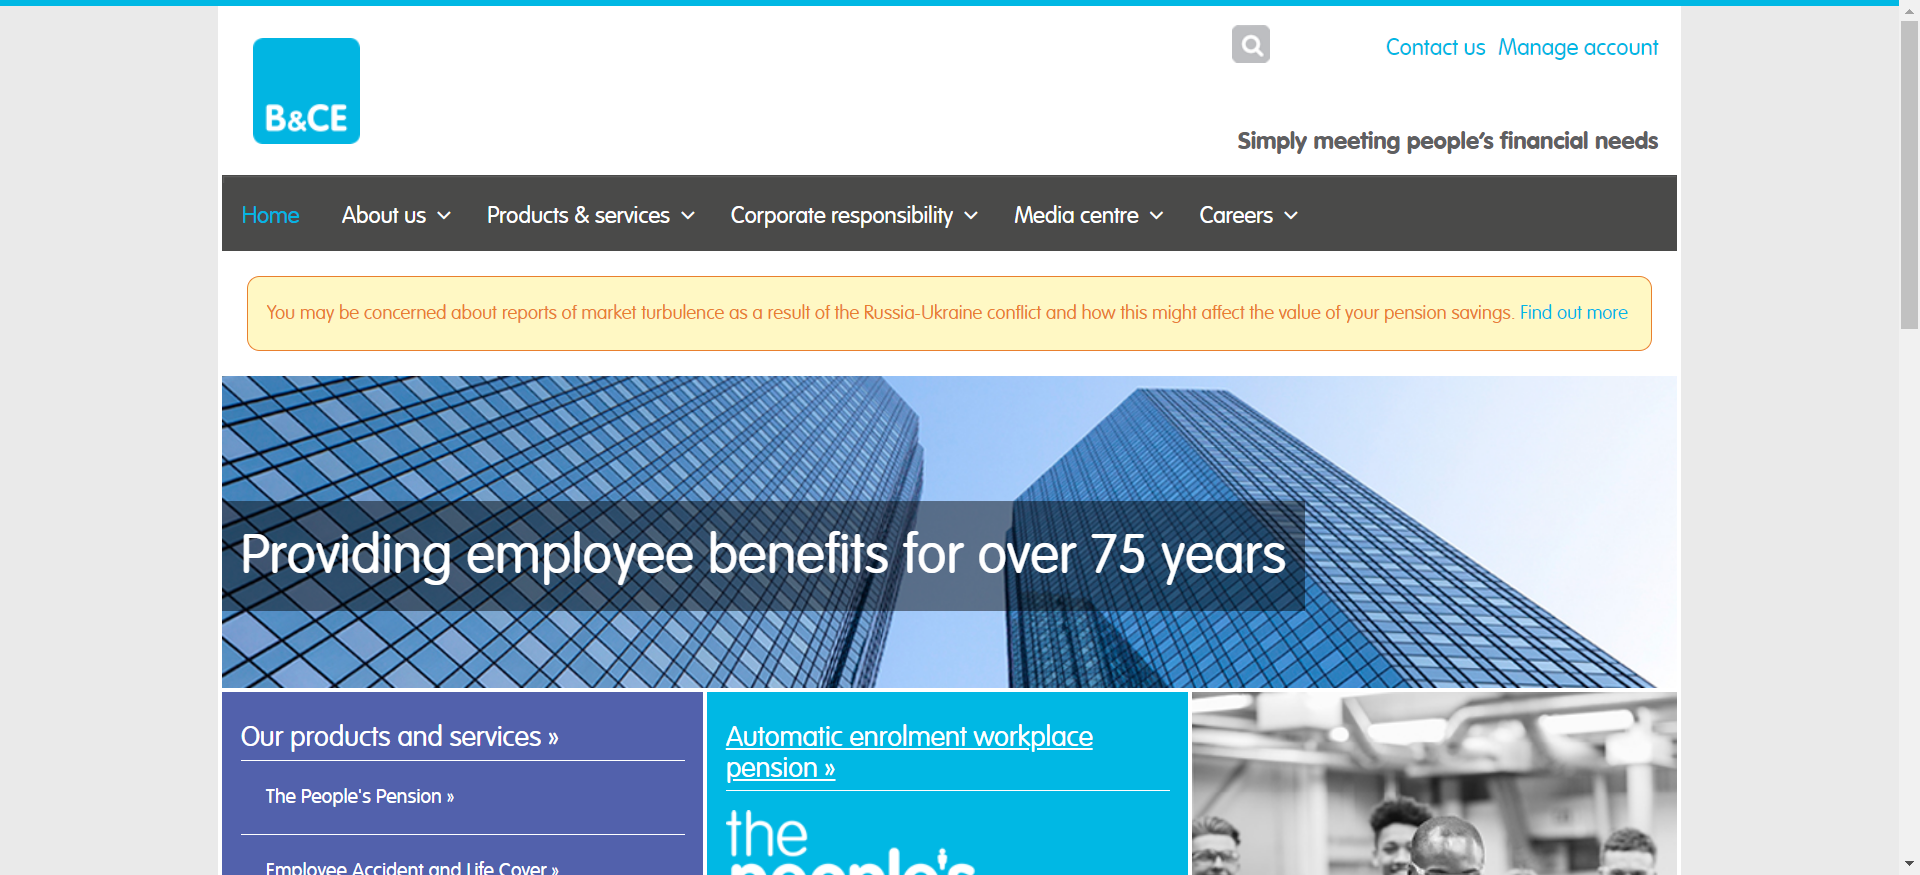 B&CE
Contact us Manage account
Simply meeting people's financial needs
Home About us Products & services Corporate responsibility Media centre Careers
You may be concerned about reports of market turbulence as a result of the Russia-Ukraine conflict and how this might affect the value of your pension savings. Find out more
Providing employee benefits for over 75 years
Our products and services »
The People's Pension »
Employee Accident and Life Cover »
Automatic enrolment workplace
pension »
the
people's